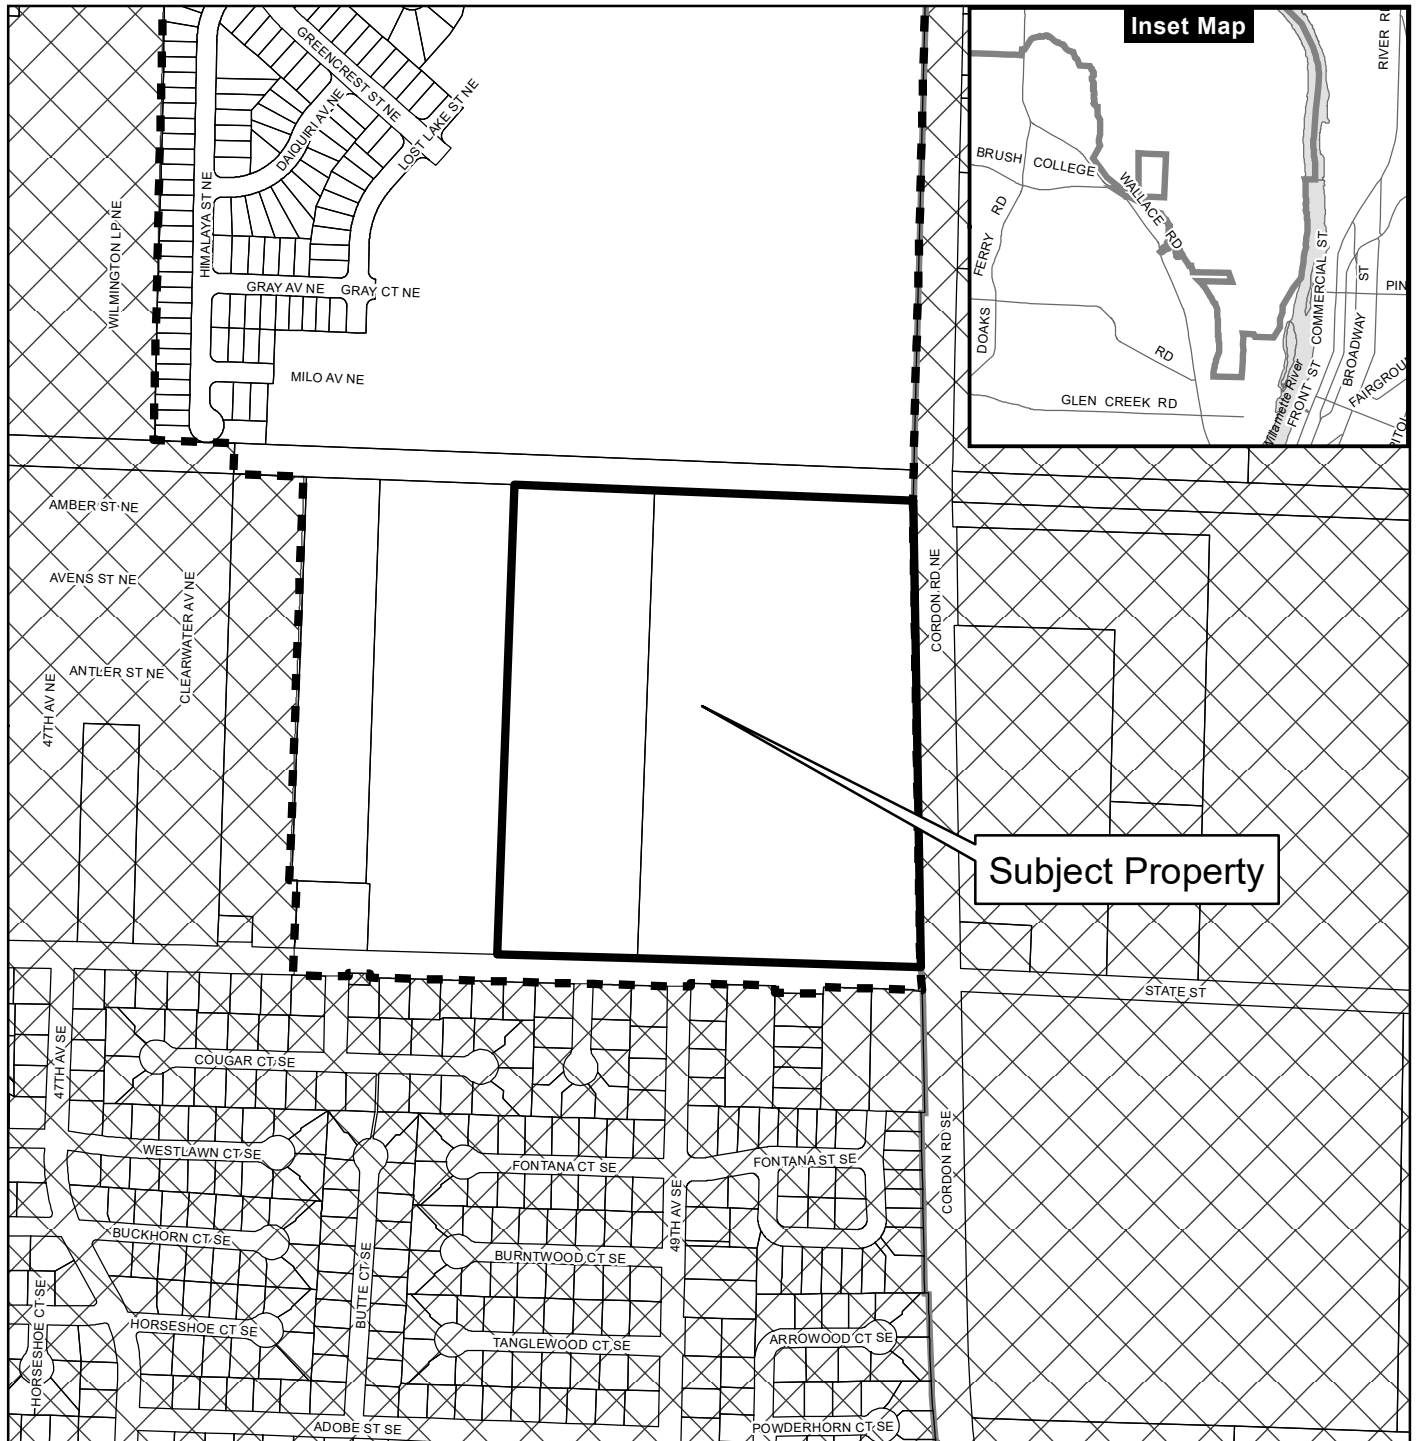 Inset Map
RIVER RD
BRUSH COLLEGE
WALLACE RD
FERRY RD
DOAKS
RD
GLEN CREEK RD
Willamette River
FRONT ST
COMMERCIAL ST
BROADWAY ST
PIN
FAIRGROU
GREENCREST ST NE
DAIQUIRI AV NE
LOST LAKE ST NE
WILMINGTON LP NE
HIMALAYA ST NE
GRAY AV NE
GRAY CT NE
MILO AV NE
AMBER ST NE
AVENS ST NE
CLEARWATER AV NE
ANTLER ST NE
47TH AV NE
CORDON RD NE
Subject Property
STATE ST
47TH AV SE
COUGAR CT SE
WESTLAWN CT SE
FONTANA CT SE
FONTANA ST SE
CORDON RD SE
49TH AV SE
BUCKHORN CT SE
BUTTE CT SE
BURNTWOOD CT SE
HORSESHOE CT SE
HORSESHOE CT SE
TANGLEWOOD CT SE
ARROWOOD CT SE
ADOBE ST SE
POWDERHORN CT SE